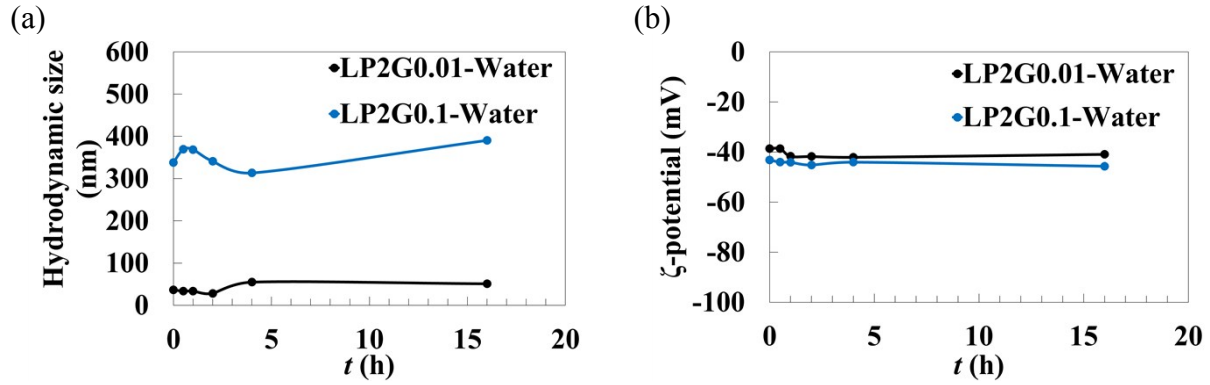 (a)
600
500
400
300
200
100
0
Hydrodynamic size
(nm)
LP2G0.01-Water
LP2G0.1-Water
0 5 10 15 20
t (h)
(b)
0
-20
-40
-60
-80
-100
ζ-potential (mV)
LP2G0.01-Water
LP2G0.1-Water
0 5 10 15 20
t (h)